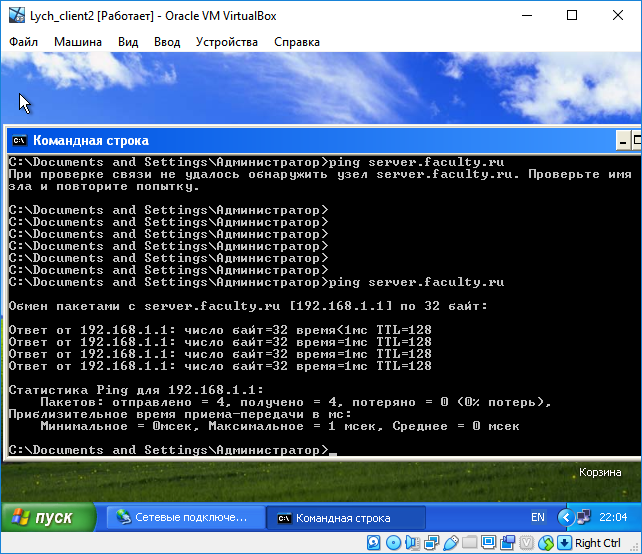 Lych_client2 [Работает] - Oracle VM VirtualBox
Файл Машина Вид Ввод Устройства Справка
Командная строка
C:\Documents and Settings\Администратор>ping server.faculty.ru
При проверке связи не удалось обнаружить узел server.faculty.ru. Проверьте имя
зла и повторите попытку.
C:\Documents and Settings\Администратор>
C:\Documents and Settings\Администратор>
C:\Documents and Settings\Администратор>
C:\Documents and Settings\Администратор>
C:\Documents and Settings\Администратор>
C:\Documents and Settings\Администратор>
C:\Documents and Settings\Администратор>ping server.faculty.ru
Обмен пакетами с server.faculty.ru [192.168.1.1] по 32 байт:
Ответ от 192.168.1.1: число байт=32 время<1мс TTL=128
Ответ от 192.168.1.1: число байт=32 время=1мс TTL=128
Ответ от 192.168.1.1: число байт=32 время=1мс TTL=128
Ответ от 192.168.1.1: число байт=32 время=1мс TTL=128
Статистика Ping для 192.168.1.1:
Пакетов: отправлено = 4, получено = 4, потеряно = 0 (0% потерь),
Приблизительное время приема-передачи в мс:
Минимальное = 0мсек, Максимальное = 1 мсек, Среднее = 0 мсек
C:\Documents and Settings\Администратор>_
Корзина
пуск Сетевые подключе... Командная строка EN 22:04
Right Ctrl